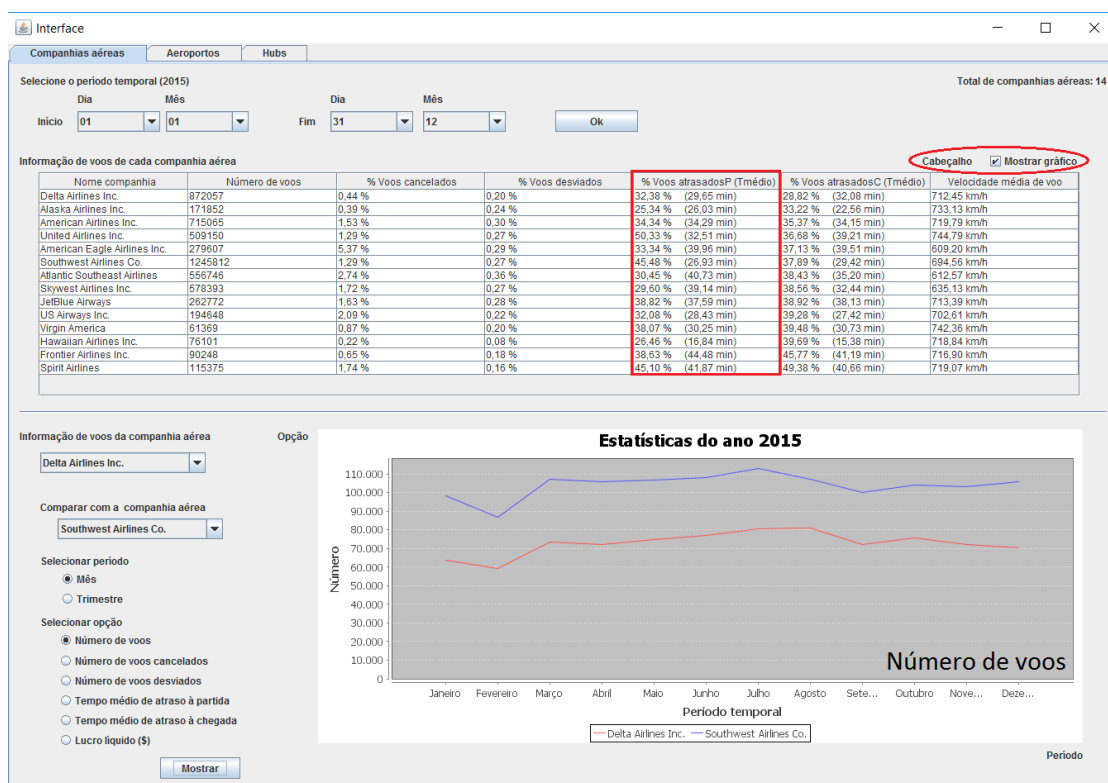 Interface
Companhias aéreas Aeroportos Hubs
Selecione o período temporal (2015) Total de companhias aéreas: 14
Dia Mês Dia Mês
Início 01 01 Fim 31 12 Ok
Informação de voos de cada companhia aérea Cabeçalho Mostrar gráfico
Nome companhia Número de voos % Voos cancelados % Voos desviados % Voos atrasadosP (Tmédio) % Voos atrasadosC (Tmédio) Velocidade média de voo
Delta Airlines Inc. 872057 0,44 % 0,20 % 32,38 % (29,65 min) 28,82 % (32,08 min) 712,45 km/h
Alaska Airlines Inc. 171852 0,39 % 0,24 % 25,34 % (26,03 min) 33,22 % (22,56 min) 733,13 km/h
American Airlines Inc. 715065 1,53 % 0,30 % 34,34 % (34,29 min) 35,37 % (34,15 min) 719,79 km/h
United Airlines Inc. 509150 1,29 % 0,27 % 50,33 % (32,51 min) 36,68 % (39,21 min) 744,79 km/h
American Eagle Airlines Inc. 279607 5,37 % 0,29 % 33,34 % (39,96 min) 37,13 % (39,51 min) 609,20 km/h
Southwest Airlines Co. 1245812 1,29 % 0,27 % 45,48 % (26,93 min) 37,89 % (29,42 min) 694,56 km/h
Atlantic Southeast Airlines 556746 2,74 % 0,36 % 30,45 % (40,73 min) 38,43 % (35,20 min) 612,57 km/h
Skywest Airlines Inc. 578393 1,72 % 0,27 % 29,60 % (39,14 min) 38,56 % (32,44 min) 635,13 km/h
JetBlue Airways 262772 1,63 % 0,28 % 38,82 % (37,59 min) 38,92 % (38,13 min) 713,39 km/h
US Airways Inc. 194648 2,09 % 0,22 % 32,08 % (28,43 min) 39,28 % (27,42 min) 702,61 km/h
Virgin America 61369 0,87 % 0,20 % 38,07 % (30,25 min) 39,48 % (30,73 min) 742,36 km/h
Hawaiian Airlines Inc. 76101 0,22 % 0,08 % 26,46 % (16,84 min) 39,69 % (15,38 min) 718,84 km/h
Frontier Airlines Inc. 90248 0,65 % 0,18 % 38,63 % (44,48 min) 45,77 % (41,19 min) 716,90 km/h
Spirit Airlines 115375 1,74 % 0,16 % 45,10 % (41,87 min) 49,38 % (40,66 min) 719,07 km/h
Informação de voos da companhia aérea Opção
Delta Airlines Inc.
Comparar com a companhia aérea
Southwest Airlines Co.
Selecionar período
Mês
Trimestre
Selecionar opção
Número de voos
Número de voos cancelados
Número de voos desviados
Tempo médio de atraso à partida
Tempo médio de atraso à chegada
Lucro líquido ($)
Mostrar
Estatísticas do ano 2015
Número
110.000
100.000
90.000
80.000
70.000
60.000
50.000
40.000
30.000
20.000
10.000
0
Número de voos
Janeiro Fevereiro Março Abril Maio Junho Julho Agosto Sete... Outubro Nove... Deze...
Período temporal
Delta Airlines Inc. Southwest Airlines Co.
Período